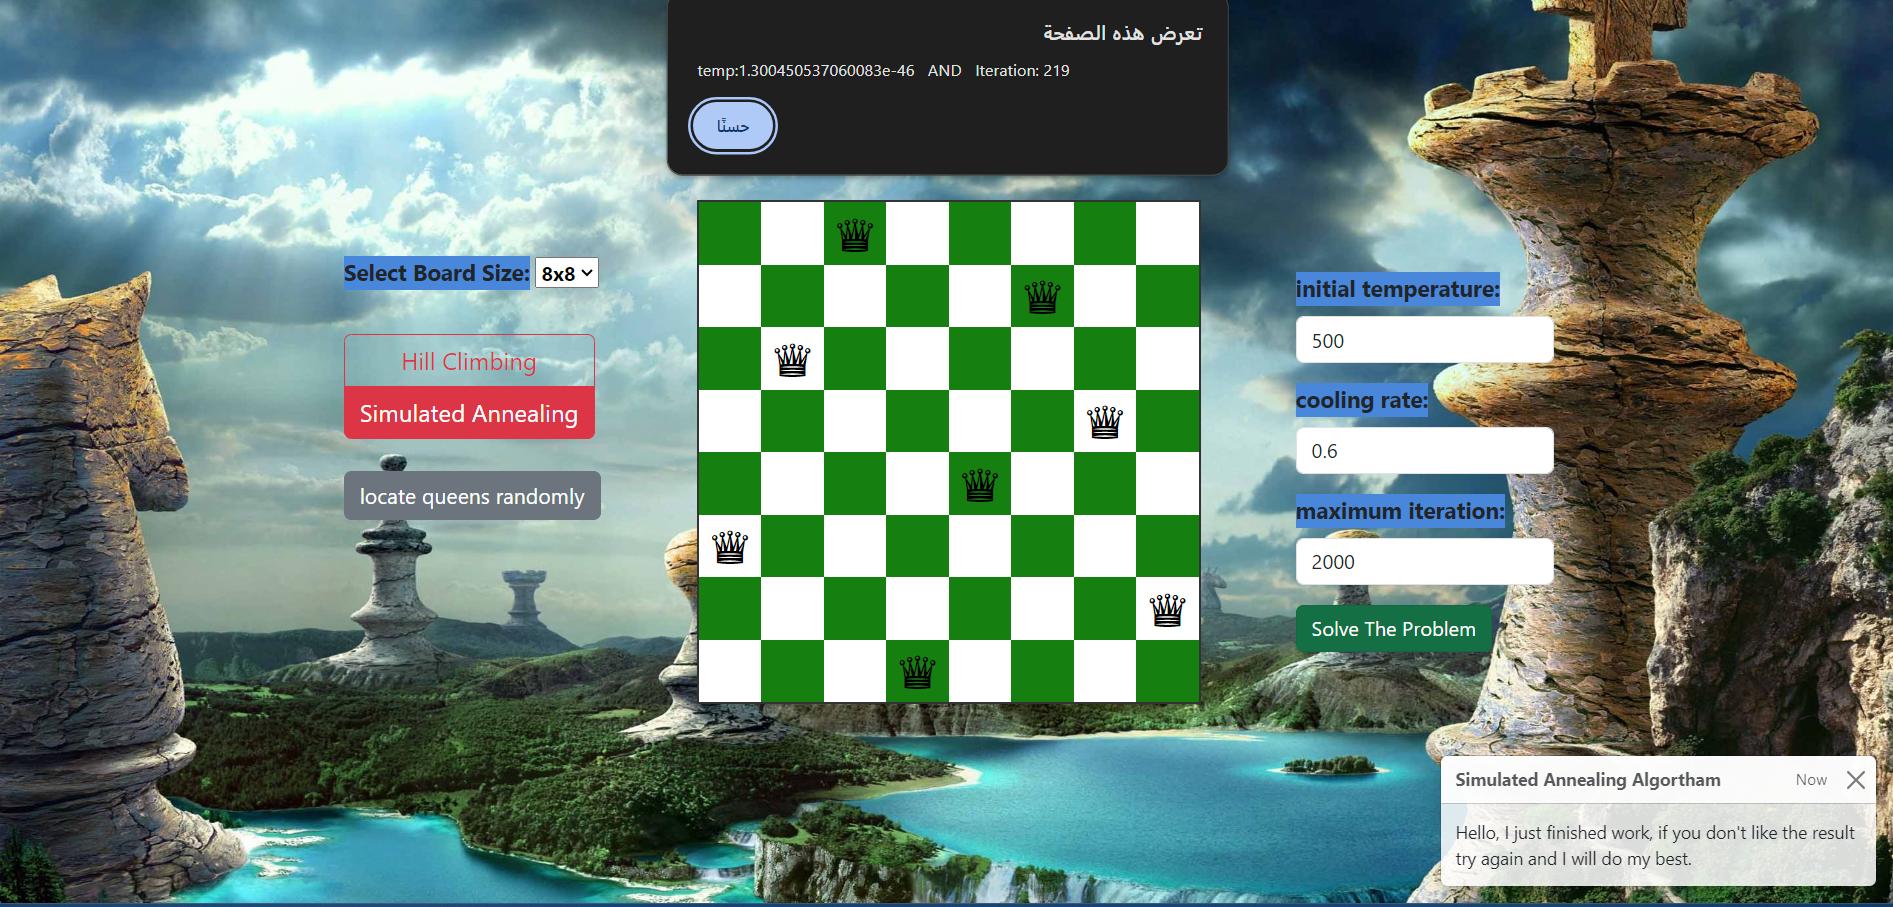 تعرض هذه الصفحة
temp:1.300450537060083e-46 AND Iteration: 219
حسنًا
Select Board Size: 8x8
Hill Climbing
Simulated Annealing
locate queens randomly
initial temperature:
500
cooling rate:
0.6
maximum iteration:
2000
Solve The Problem
Simulated Annealing Algortham Now
Hello, I just finished work, if you don't like the result
try again and I will do my best.